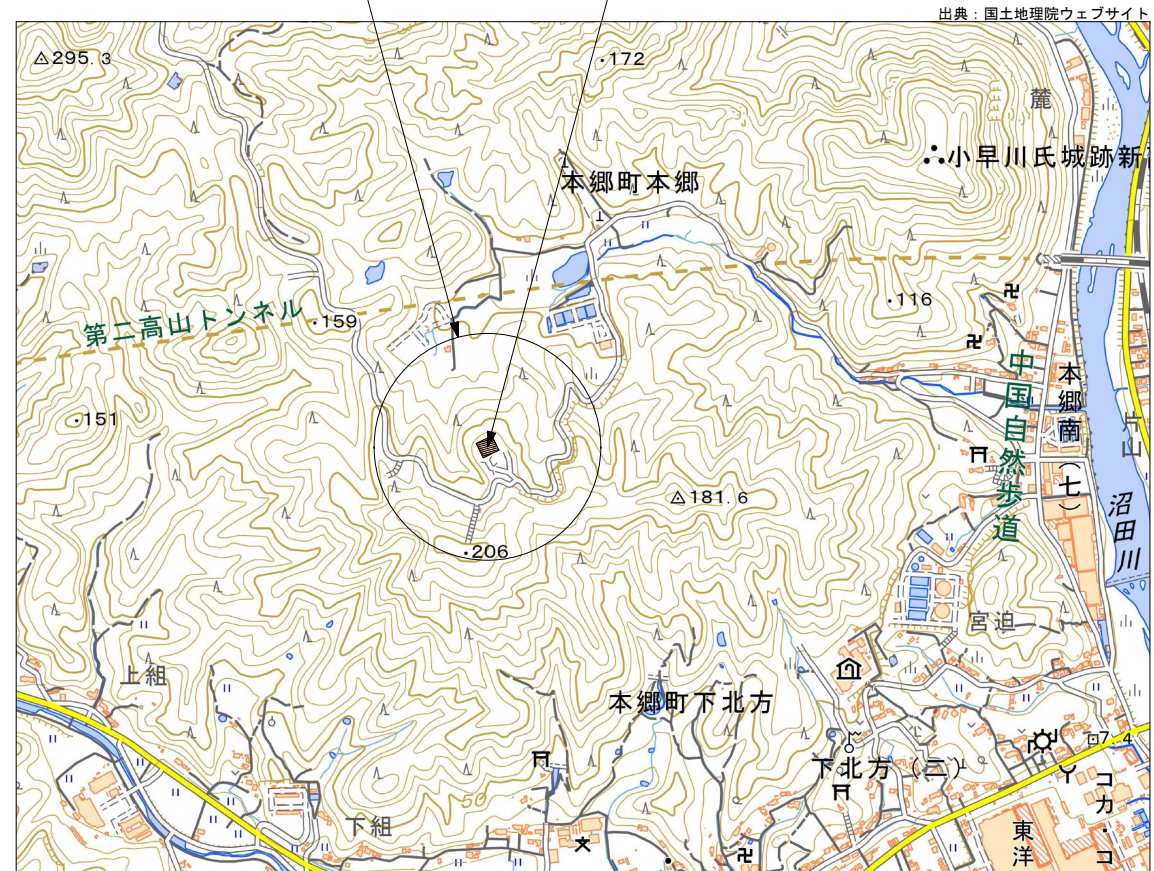 出典：国土地理院ウェブサイト
295.3
172
麓
小早川氏城跡新
本郷町本郷
第二高山トンネル
159
116
151
中国自然歩道
本郷南（七）
片山
沼田川
181.6
206
宮迫
上組
本郷町下北方
7.4
下北方（二）
50
下組
東洋
コカ・コ